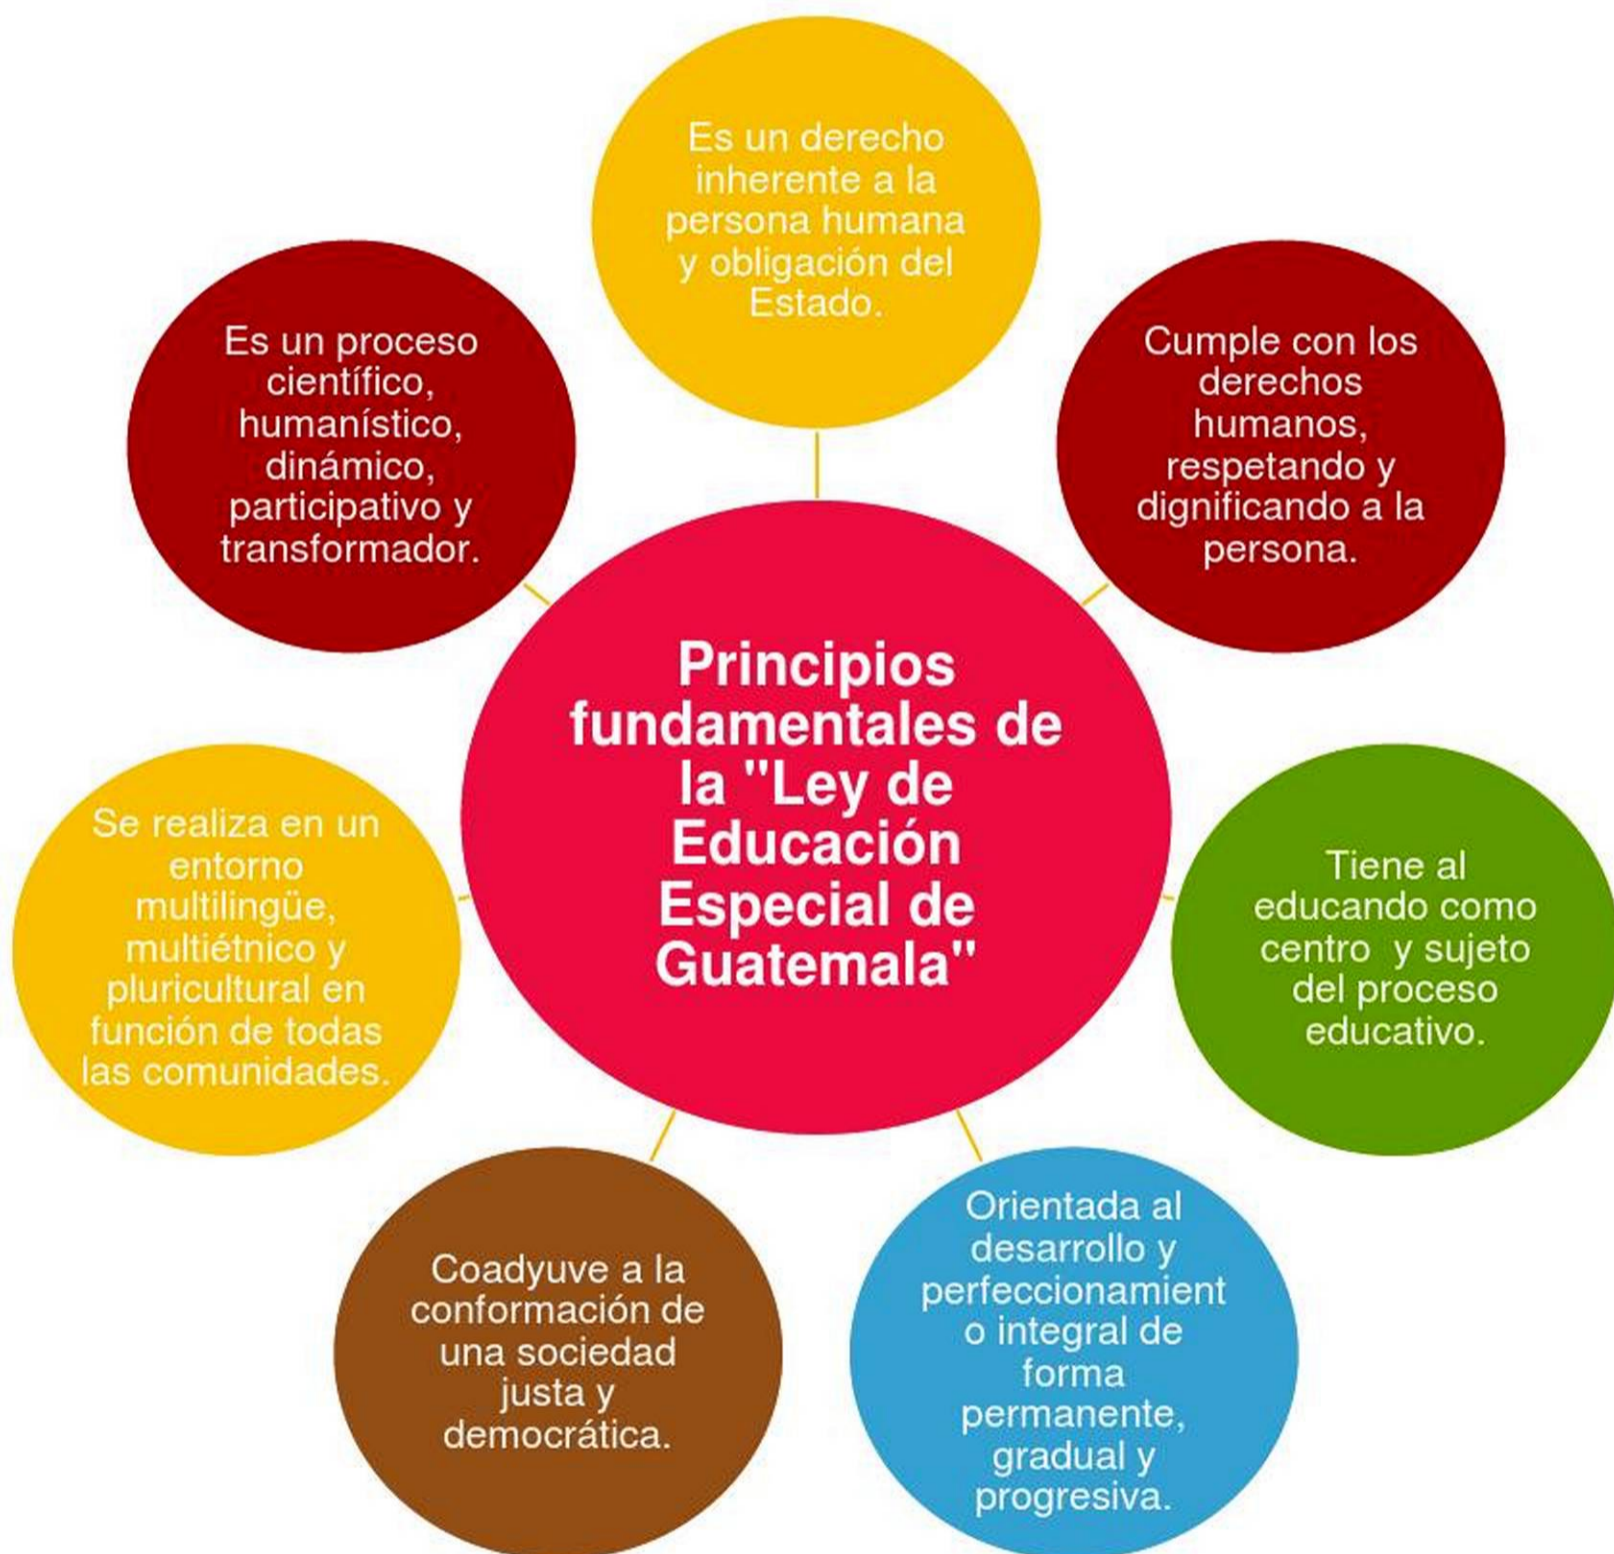 Es un derecho
inherente a la
persona humana
y obligación del
Estado.
Cumple con los
derechos
humanos,
respetando y
dignificando a la
persona.
Tiene al
educando como
centro  y sujeto
del proceso
educativo.
Orientada al
desarrollo y
perfeccionamient
o integral de
forma
permanente,
gradual y
progresiva.
Coadyuve a la
conformación de
una sociedad
justa y
democrática.
Se realiza en un
entorno
multilingüe,
multiétnico y
pluricultural en
función de todas
las comunidades.
Es un proceso
científico,
humanístico,
dinámico,
participativo y
transformador.
Principios
fundamentales de
la "Ley de
Educación
Especial de
Guatemala"